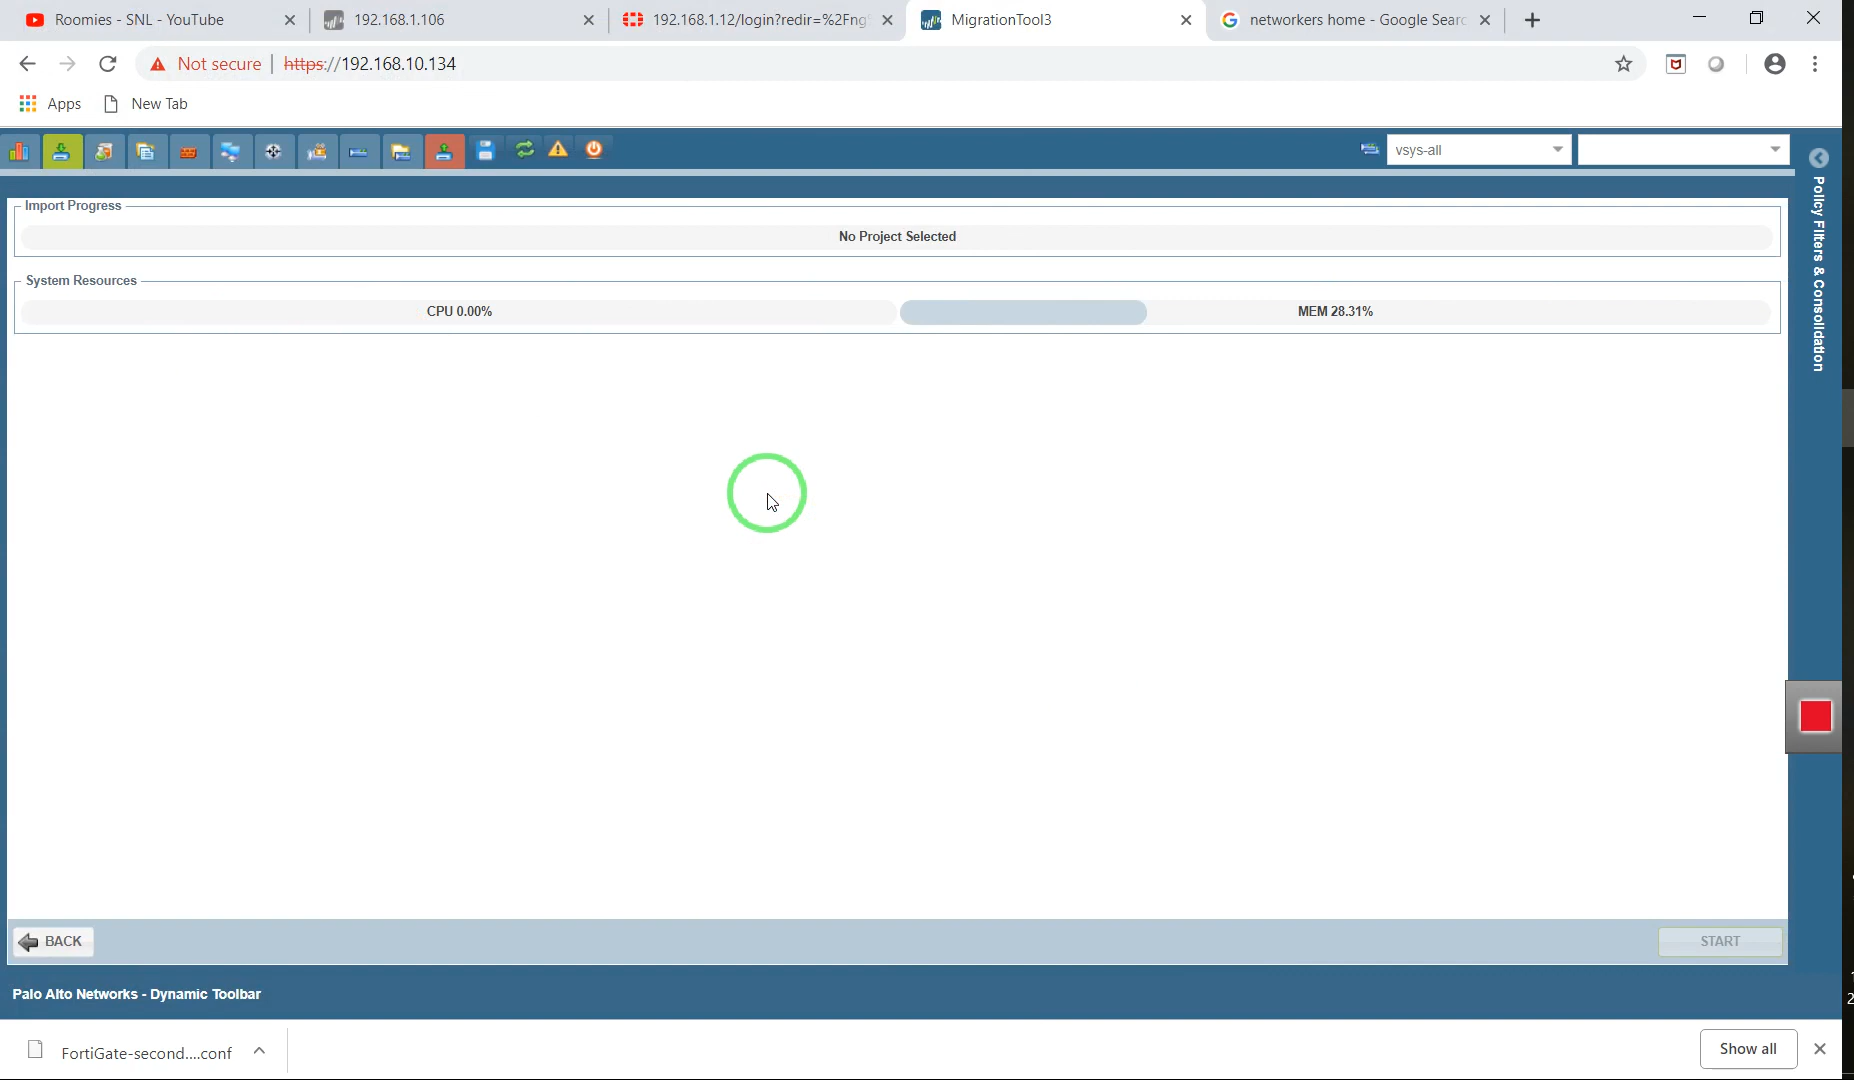 Roomies - SNL - YouTube
192.168.1.106
192.168.1.12/login?redir=%2Fng
MigrationTool3
networkers home - Google Searc
Not secure
https://192.168.10.134
Apps
New Tab
vsys-all
Policy Filters & Consolidation
Import Progress
No Project Selected
System Resources
CPU 0.00%
MEM 28.31%
BACK
START
Palo Alto Networks - Dynamic Toolbar
FortiGate-second....conf
Show all
2